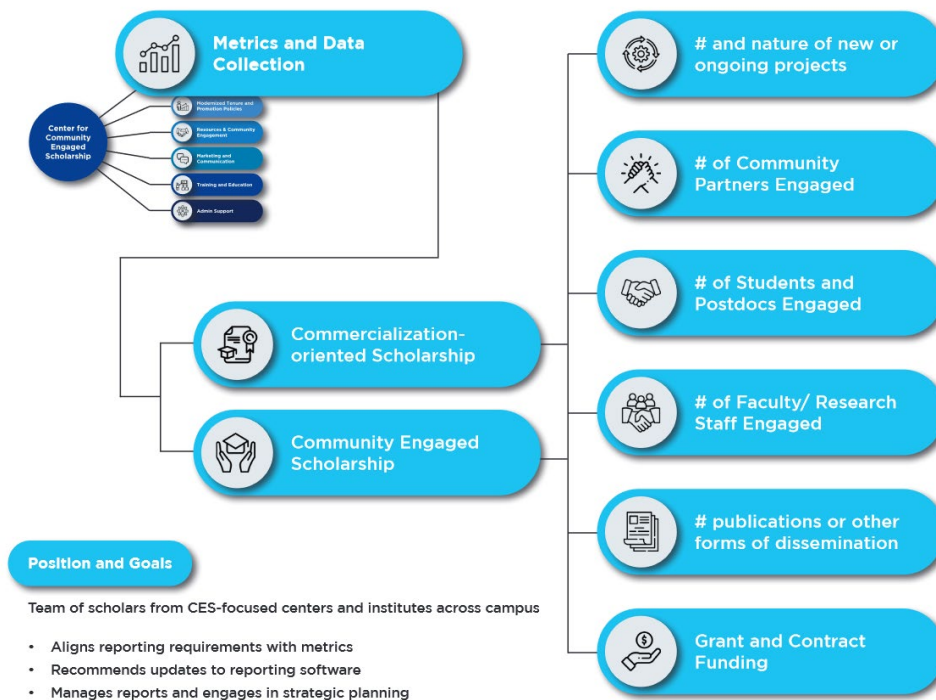 Metrics and Data
Collection
Center for
Community
Engaged
Scholarship
Modernized Tenure and
Promotion Policies
Resources & Community
Engagement
Marketing and
Communication
Training and Education
Admin Support
Commercialization-
oriented Scholarship
Community Engaged
Scholarship
# and nature of new or
ongoing projects
# of Community
Partners Engaged
# of Students and
Postdocs Engaged
# of Faculty/ Research
Staff Engaged
# publications or other
forms of dissemination
Grant and Contract
Funding
Position and Goals
Team of scholars from CES-focused centers and institutes across campus
• Aligns reporting requirements with metrics
• Recommends updates to reporting software
• Manages reports and engages in strategic planning